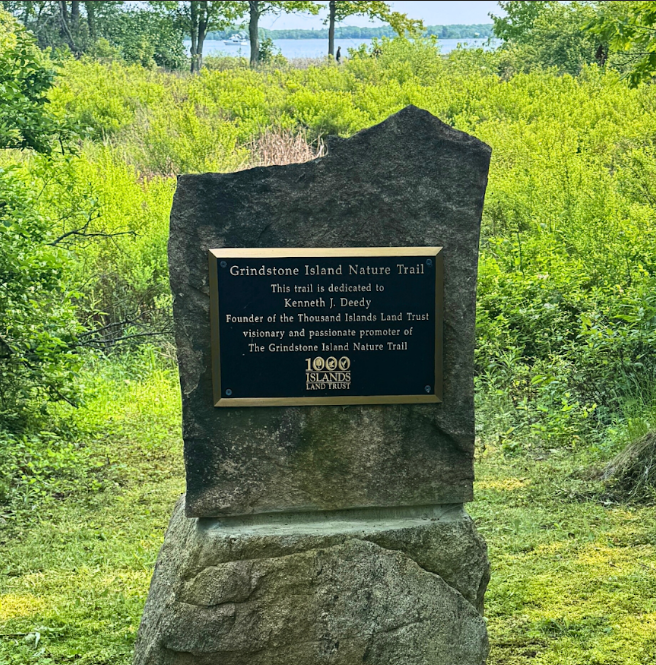 Grindstone Island Nature Trail
This trail is dedicated to
Kenneth J. Deedy
Founder of the Thousand Islands Land Trust
visionary and passionate promoter of
The Grindstone Island Nature Trail
1000
ISLANDS
LAND TRUST